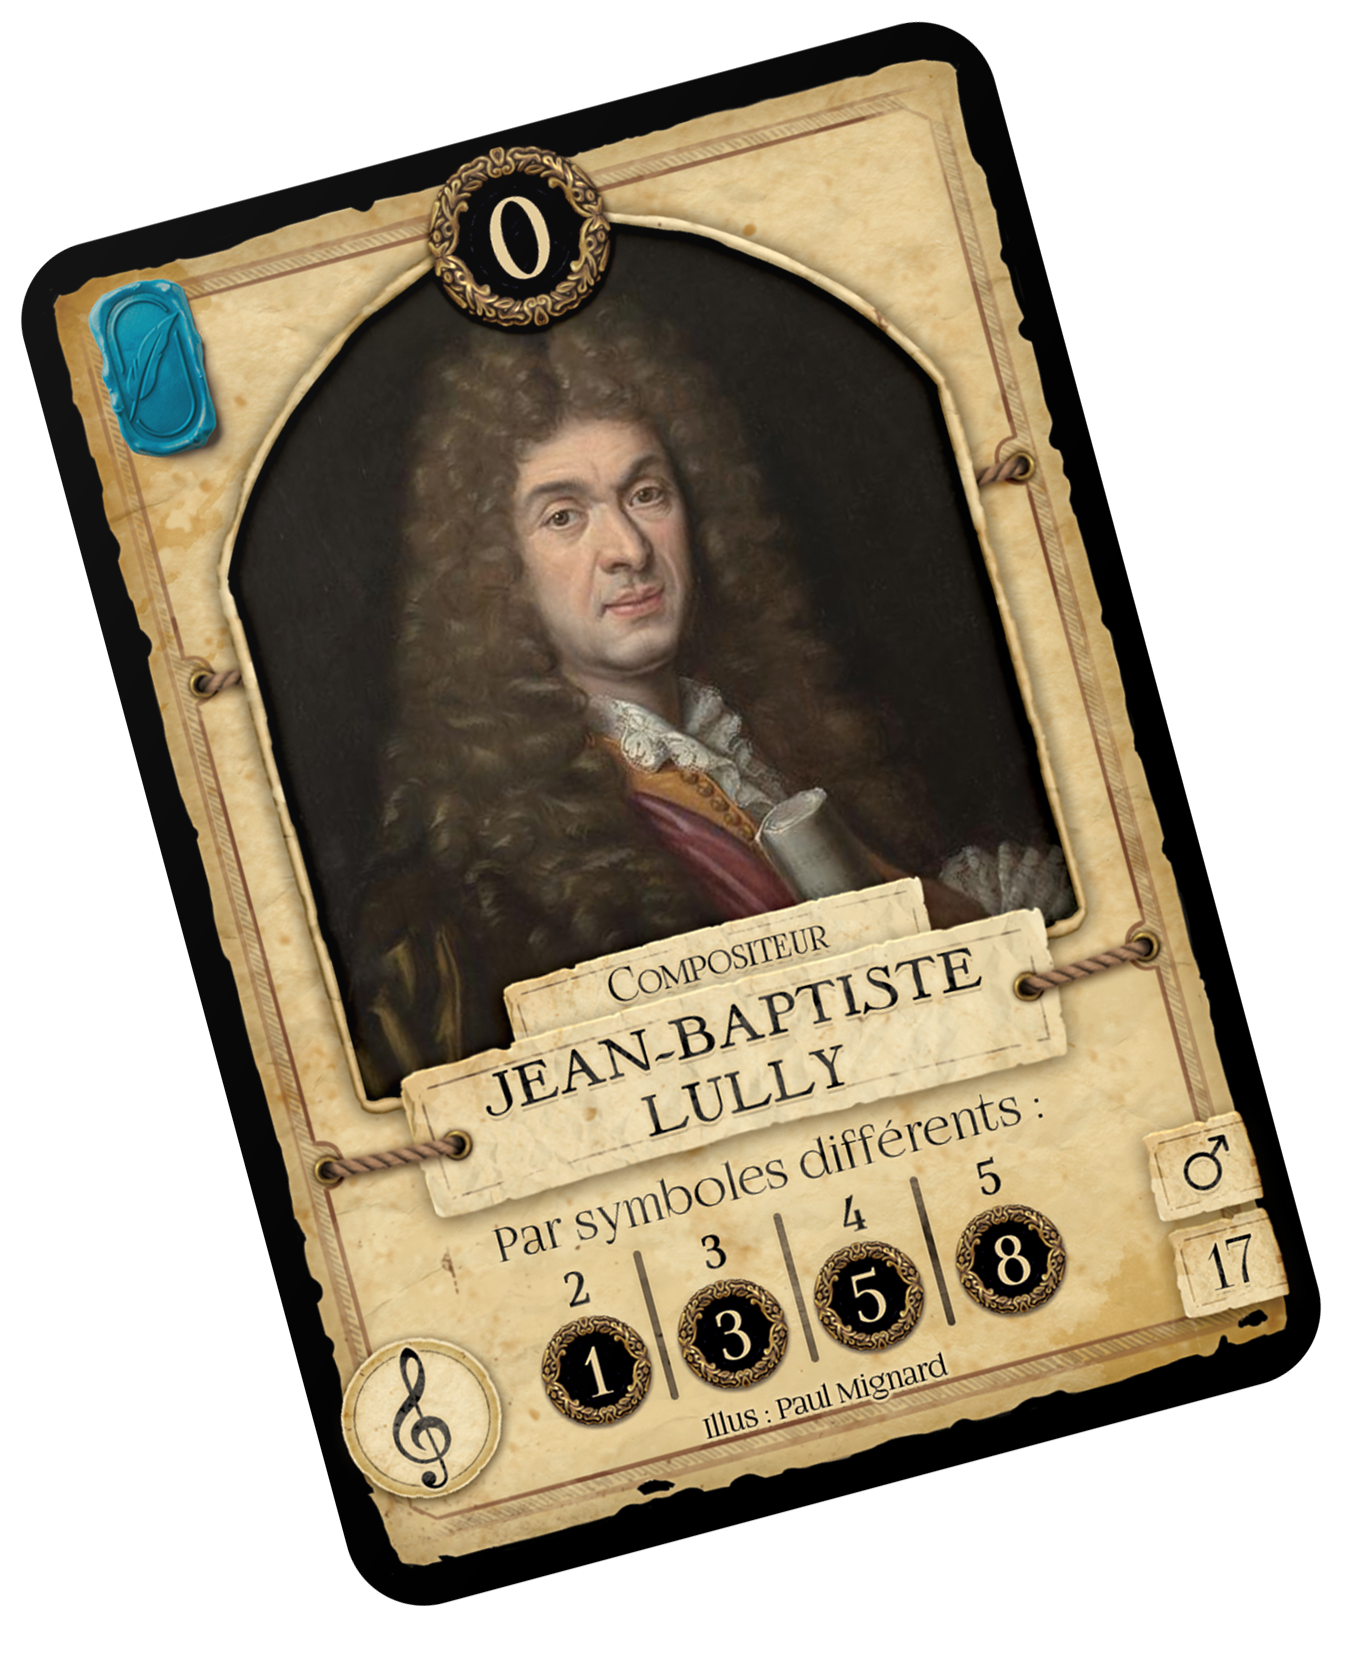 0
COMPOSITEUR
JEAN-BAPTISTE
LULLY
Par symboles différents :
2 3 4 5
1 3 5 8
♂
17
Illus : Paul Mignard